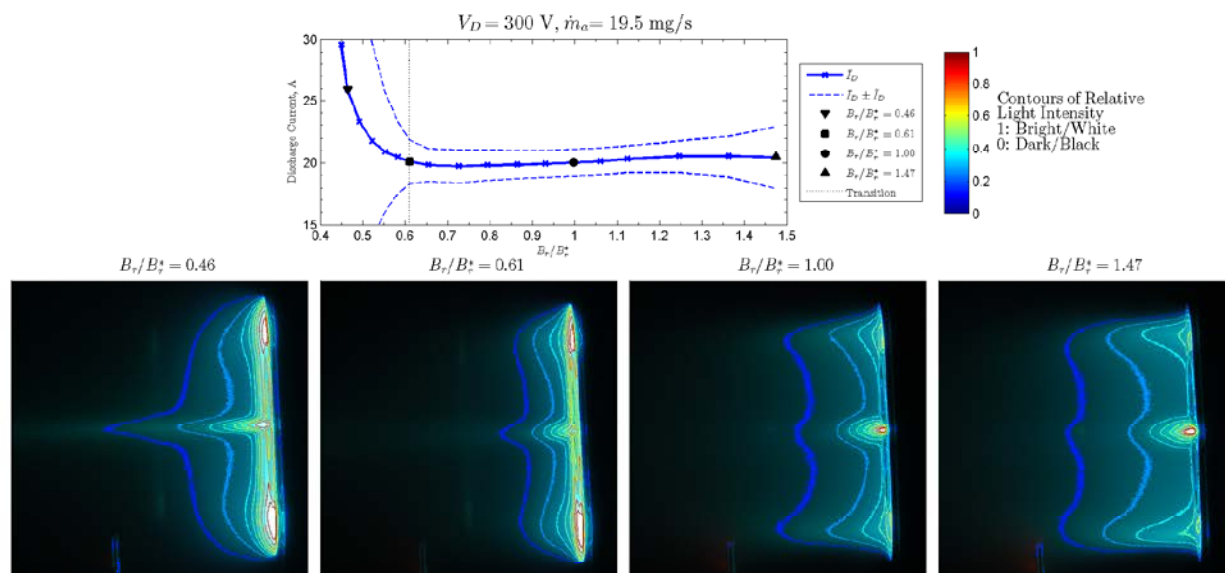 V_D = 300 V, ṁ_a= 19.5 mg/s
30
25
20
15
Discharge Current, A
0.4 0.5 0.6 0.7 0.8 0.9 1 1.1 1.2 1.3 1.4 1.5
B_r/B_r*
Ī_D
Ī_D ± Ĩ_D
B_r/B_r* = 0.46
B_r/B_r* = 0.61
B_r/B_r* = 1.00
B_r/B_r* = 1.47
Transition
1
0.8
0.6
0.4
0.2
0
Contours of Relative
Light Intensity
1: Bright/White
0: Dark/Black
B_r/B_r* = 0.46
B_r/B_r* = 0.61
B_r/B_r* = 1.00
B_r/B_r* = 1.47